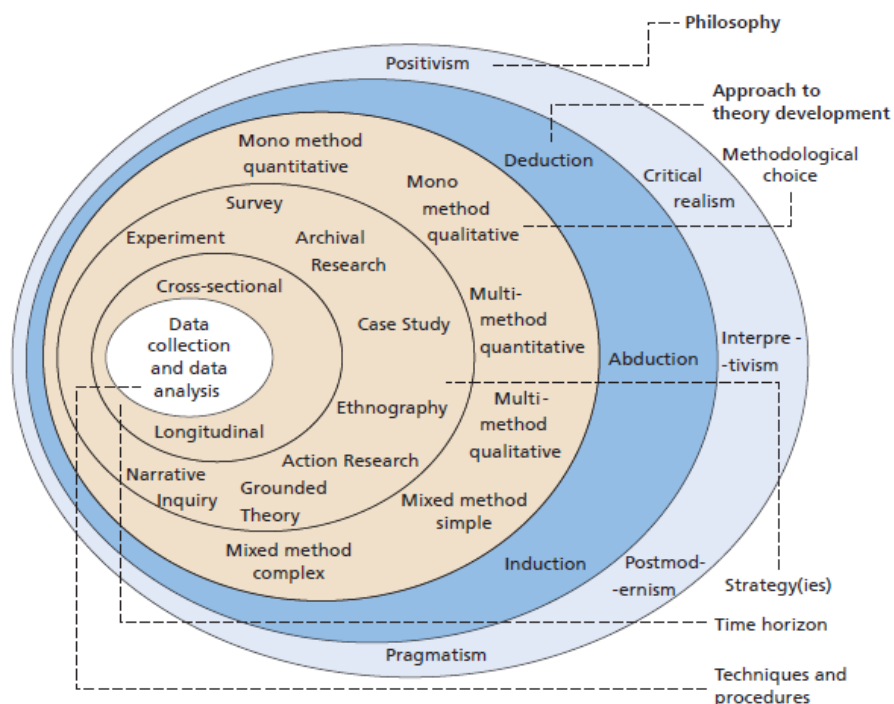 Philosophy
Positivism
Approach to
theory development
Mono method
quantitative
Deduction
Methodological
choice
Critical
realism
Mono
method
qualitative
Survey
Experiment
Archival
Research
Cross-sectional
Multi-
method
quantitative
Data
collection
and data
analysis
Case Study
Interpre -
-tivism
Abduction
Ethnography
Multi-
method
qualitative
Longitudinal
Action Research
Narrative
Inquiry
Grounded
Theory
Mixed method
simple
Mixed method
complex
Induction
Postmod-
-ernism
Strategy(ies)
Time horizon
Pragmatism
Techniques and
procedures